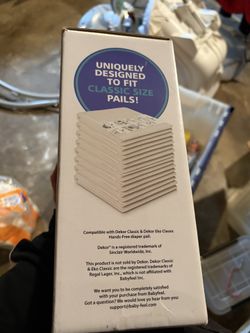 UNIQUELY
DESIGNED TO
FIT
CLASSIC SIZE
PAILS!
Compatible with Dekor Classic & Dekor Eko Classic
Hands-Free diaper pail.
Dekor® is a registered trademark of
Sinclair Worldwide, Inc.
This product is not sold by Dekor. Dekor Classic
& Eko Classic are the registered trademarks of
Regal Lager, Inc., which is not affiliated with
Babyfeel Inc.
We want you to be completely satisfied
with your purchase from Babyfeel.
Got a question? We would love you hear from you
support@baby-feel.com